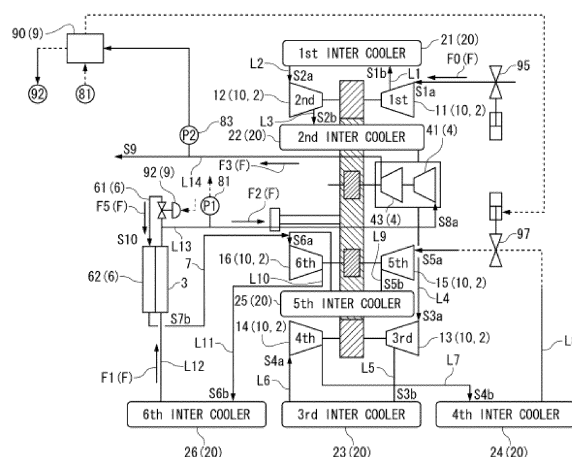 90 (9)
92
81
1st INTER COOLER
21 (20)
L2
S2a
S1b
L1
F0 (F)
95
S1a
12 (10, 2)
2nd
1st
11 (10, 2)
L3
S2b
P2
83
22 (20)
2nd INTER COOLER
41 (4)
S9
L14
F3 (F)
92 (9)
81
61 (6)
P1
F2 (F)
F5 (F)
43 (4)
S8a
L13
S10
7
S6a
L9
97
16 (10, 2)
6th
5th
S5a
62 (6)
3
L10
S5b
15 (10, 2)
S7b
25 (20)
5th INTER COOLER
L4
S3a
14 (10, 2)
4th
3rd
13 (10, 2)
L11
L12
S4a
L5
L7
F1 (F)
S6b
L6
S3b
S4b
6th INTER COOLER
3rd INTER COOLER
4th INTER COOLER
26 (20)
23 (20)
24 (20)